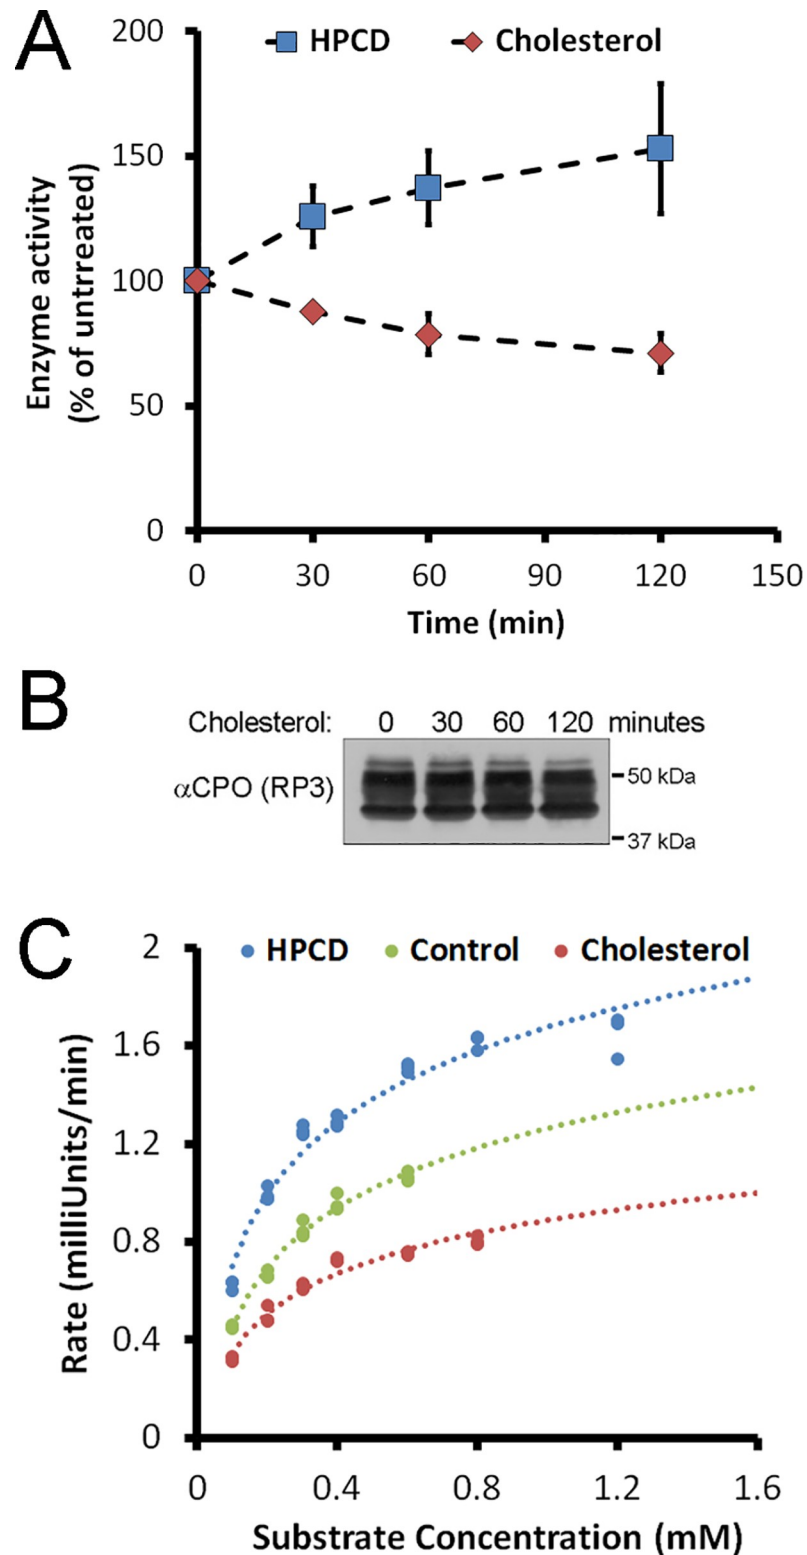 A
HPCD Cholesterol
Enzyme activity
(% of untrreated)
200
150
100
50
0
0 30 60 90 120 150
Time (min)
B
Cholesterol: 0 30 60 120 minutes
αCPO (RP3)
50 kDa
37 kDa
C
HPCD Control Cholesterol
Rate (milliUnits/min)
2
1.6
1.2
0.8
0.4
0
0 0.4 0.8 1.2 1.6
Substrate Concentration (mM)